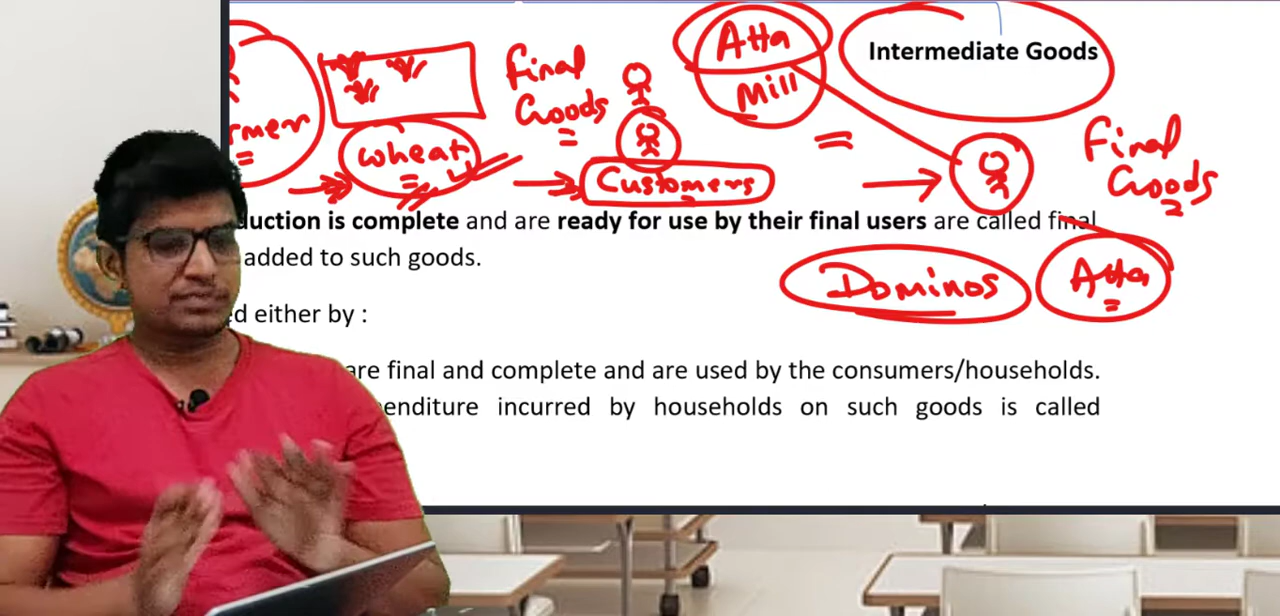 Atta
Intermediate Goods
final
Goods
Mill
final
Goods
wheat
Customers
duction is complete and are ready for use by their final users are called final
added to such goods.
Dominos
Atta
d either by :
are final and complete and are used by the consumers/households.
enditure incurred by households on such goods is called